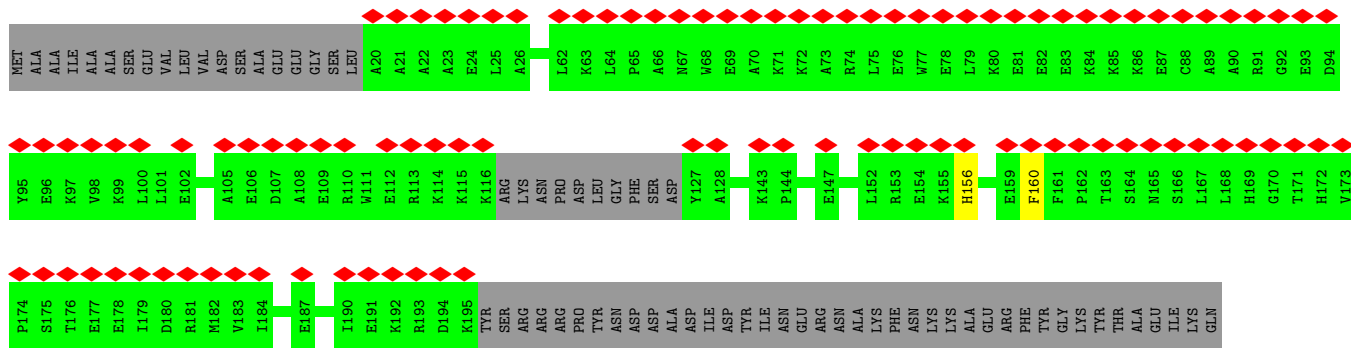 MET ALA ALA ILE ALA ALA SER GLU VAL LEU VAL ASP SER ALA GLU GLU GLY SER LEU A20 A21 A22 A23 E24 L25 A26 L62 K63 L64 P65 A66 N67 W68 E69 A70 K71 K72 A73 R74 L75 E76 W77 E78 L79 K80 E81 E82 E83 K84 K85 K86 E87 C88 A89 A90 R91 G92 E93 D94
Y95 E96 K97 V98 K99 L100 L101 E102 A105 E106 D107 A108 E109 R110 W111 E112 R113 K114 K115 K116 ARG LYS ASN PRO ASP LEU GLY PHE SER ASP Y127 A128 K143 P144 E147 L152 R153 E154 K155 H156 E159 F160 F161 P162 T163 S164 N165 S166 L167 L168 H169 G170 T171 H172 V173
P174 S175 T176 E177 E178 I179 D180 R181 M182 V183 I184 E187 I190 E191 K192 R193 D194 K195 TYR SER ARG ARG ARG PRO TYR ASN ASP ASP ALA ASP ILE ASP TYR ILE ASN GLU ARG ASN ALA LYS PHE ASN LYS LYS ALA GLU ARG PHE TYR GLY LYS TYR THR ALA GLU ILE LYS GLN